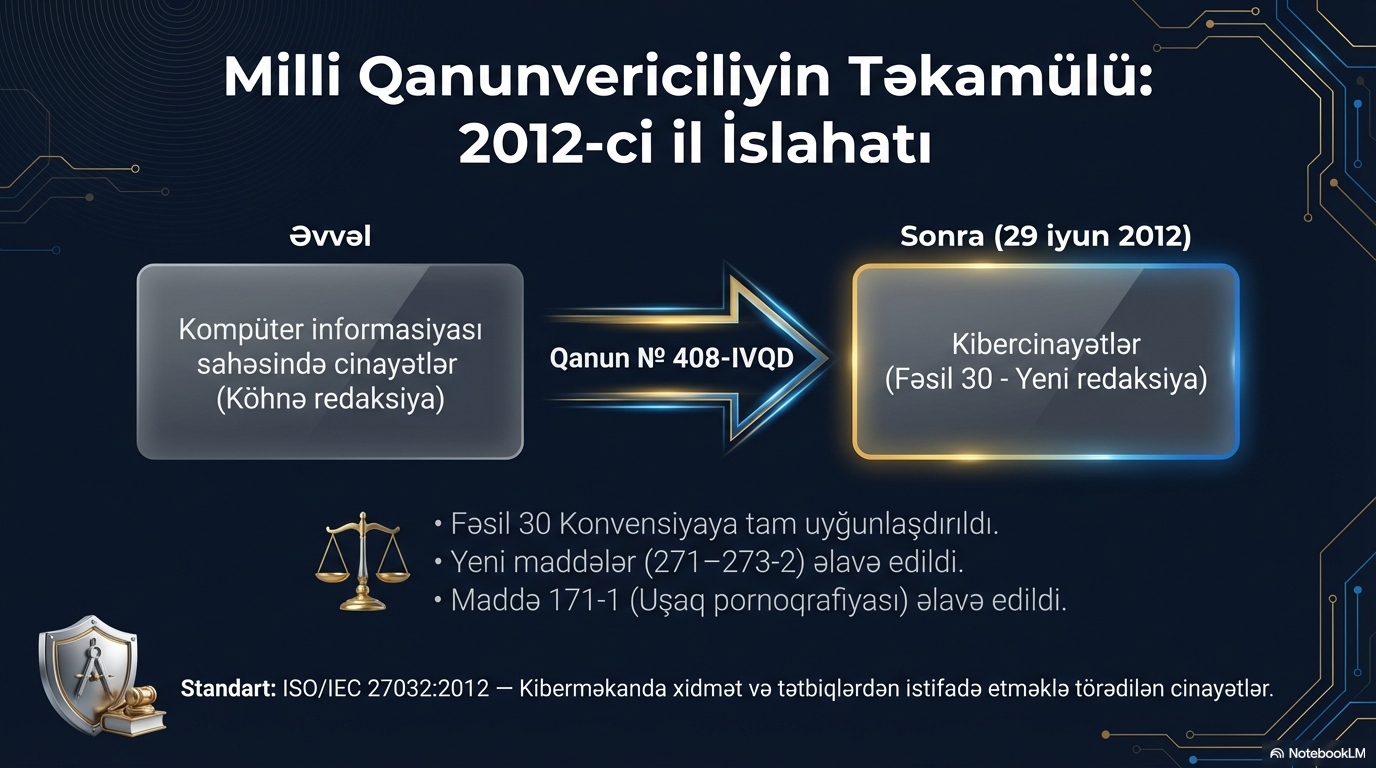 Milli Qanunvericiliyin Təkamülü:
2012-ci il İslahatı
Əvvəl
Kompüter informasiyası
sahəsində cinayətlər
(Köhnə redaksiya)
Qanun № 408-IVQD
Sonra (29 iyun 2012)
Kibercinayətlər
(Fəsil 30 - Yeni redaksiya)
• Fəsil 30 Konvensiyaya tam uyğunlaşdırıldı.
• Yeni maddələr (271–273-2) əlavə edildi.
• Maddə 171-1 (Uşaq pornoqrafiyası) əlavə edildi.
Standart: ISO/IEC 27032:2012 — Kiberməkanda xidmət və tətbiqlərdən istifadə etməklə törədilən cinayətlər.
NotebookLM